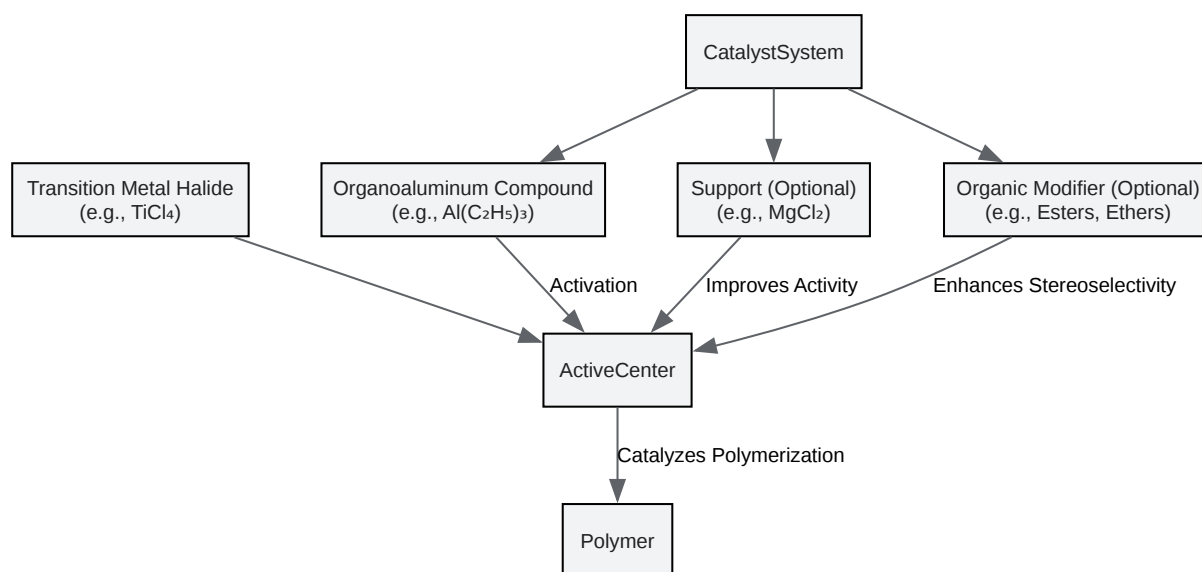 CatalystSystem
Transition Metal Halide
(e.g., TiCl₄)
Organoaluminum Compound
(e.g., Al(C₂H₅)₃)
Support (Optional)
(e.g., MgCl₂)
Organic Modifier (Optional)
(e.g., Esters, Ethers)
Activation
Improves Activity
Enhances Stereoselectivity
ActiveCenter
Catalyzes Polymerization
Polymer